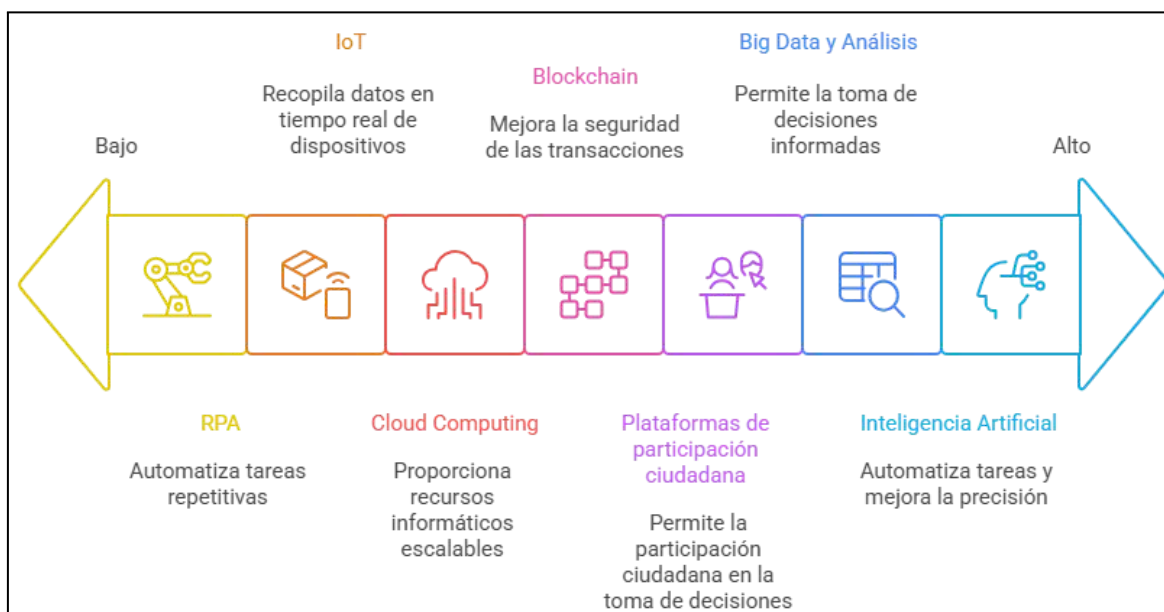 Bajo
IoT
Recopila datos en
tiempo real de
dispositivos
Blockchain
Mejora la seguridad
de las transacciones
Big Data y Análisis
Permite la toma de
decisiones
informadas
Alto
RPA
Automatiza tareas
repetitivas
Cloud Computing
Proporciona
recursos
informáticos
escalables
Plataformas de
participación
ciudadana
Permite la
participación
ciudadana en la
toma de decisiones
Inteligencia Artificial
Automatiza tareas y
mejora la precisión